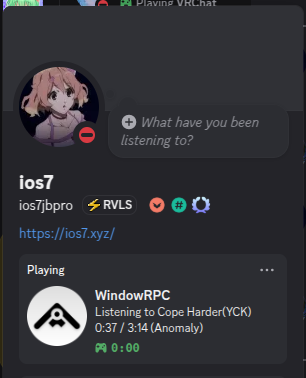 Playing VRChat
What have you been
listening to?
ios7
ios7jbpro ⚡RVLS #
https://ios7.xyz/
Playing
WindowRPC
Listening to Cope Harder(YCK)
0:37 / 3:14 (Anomaly)
0:00